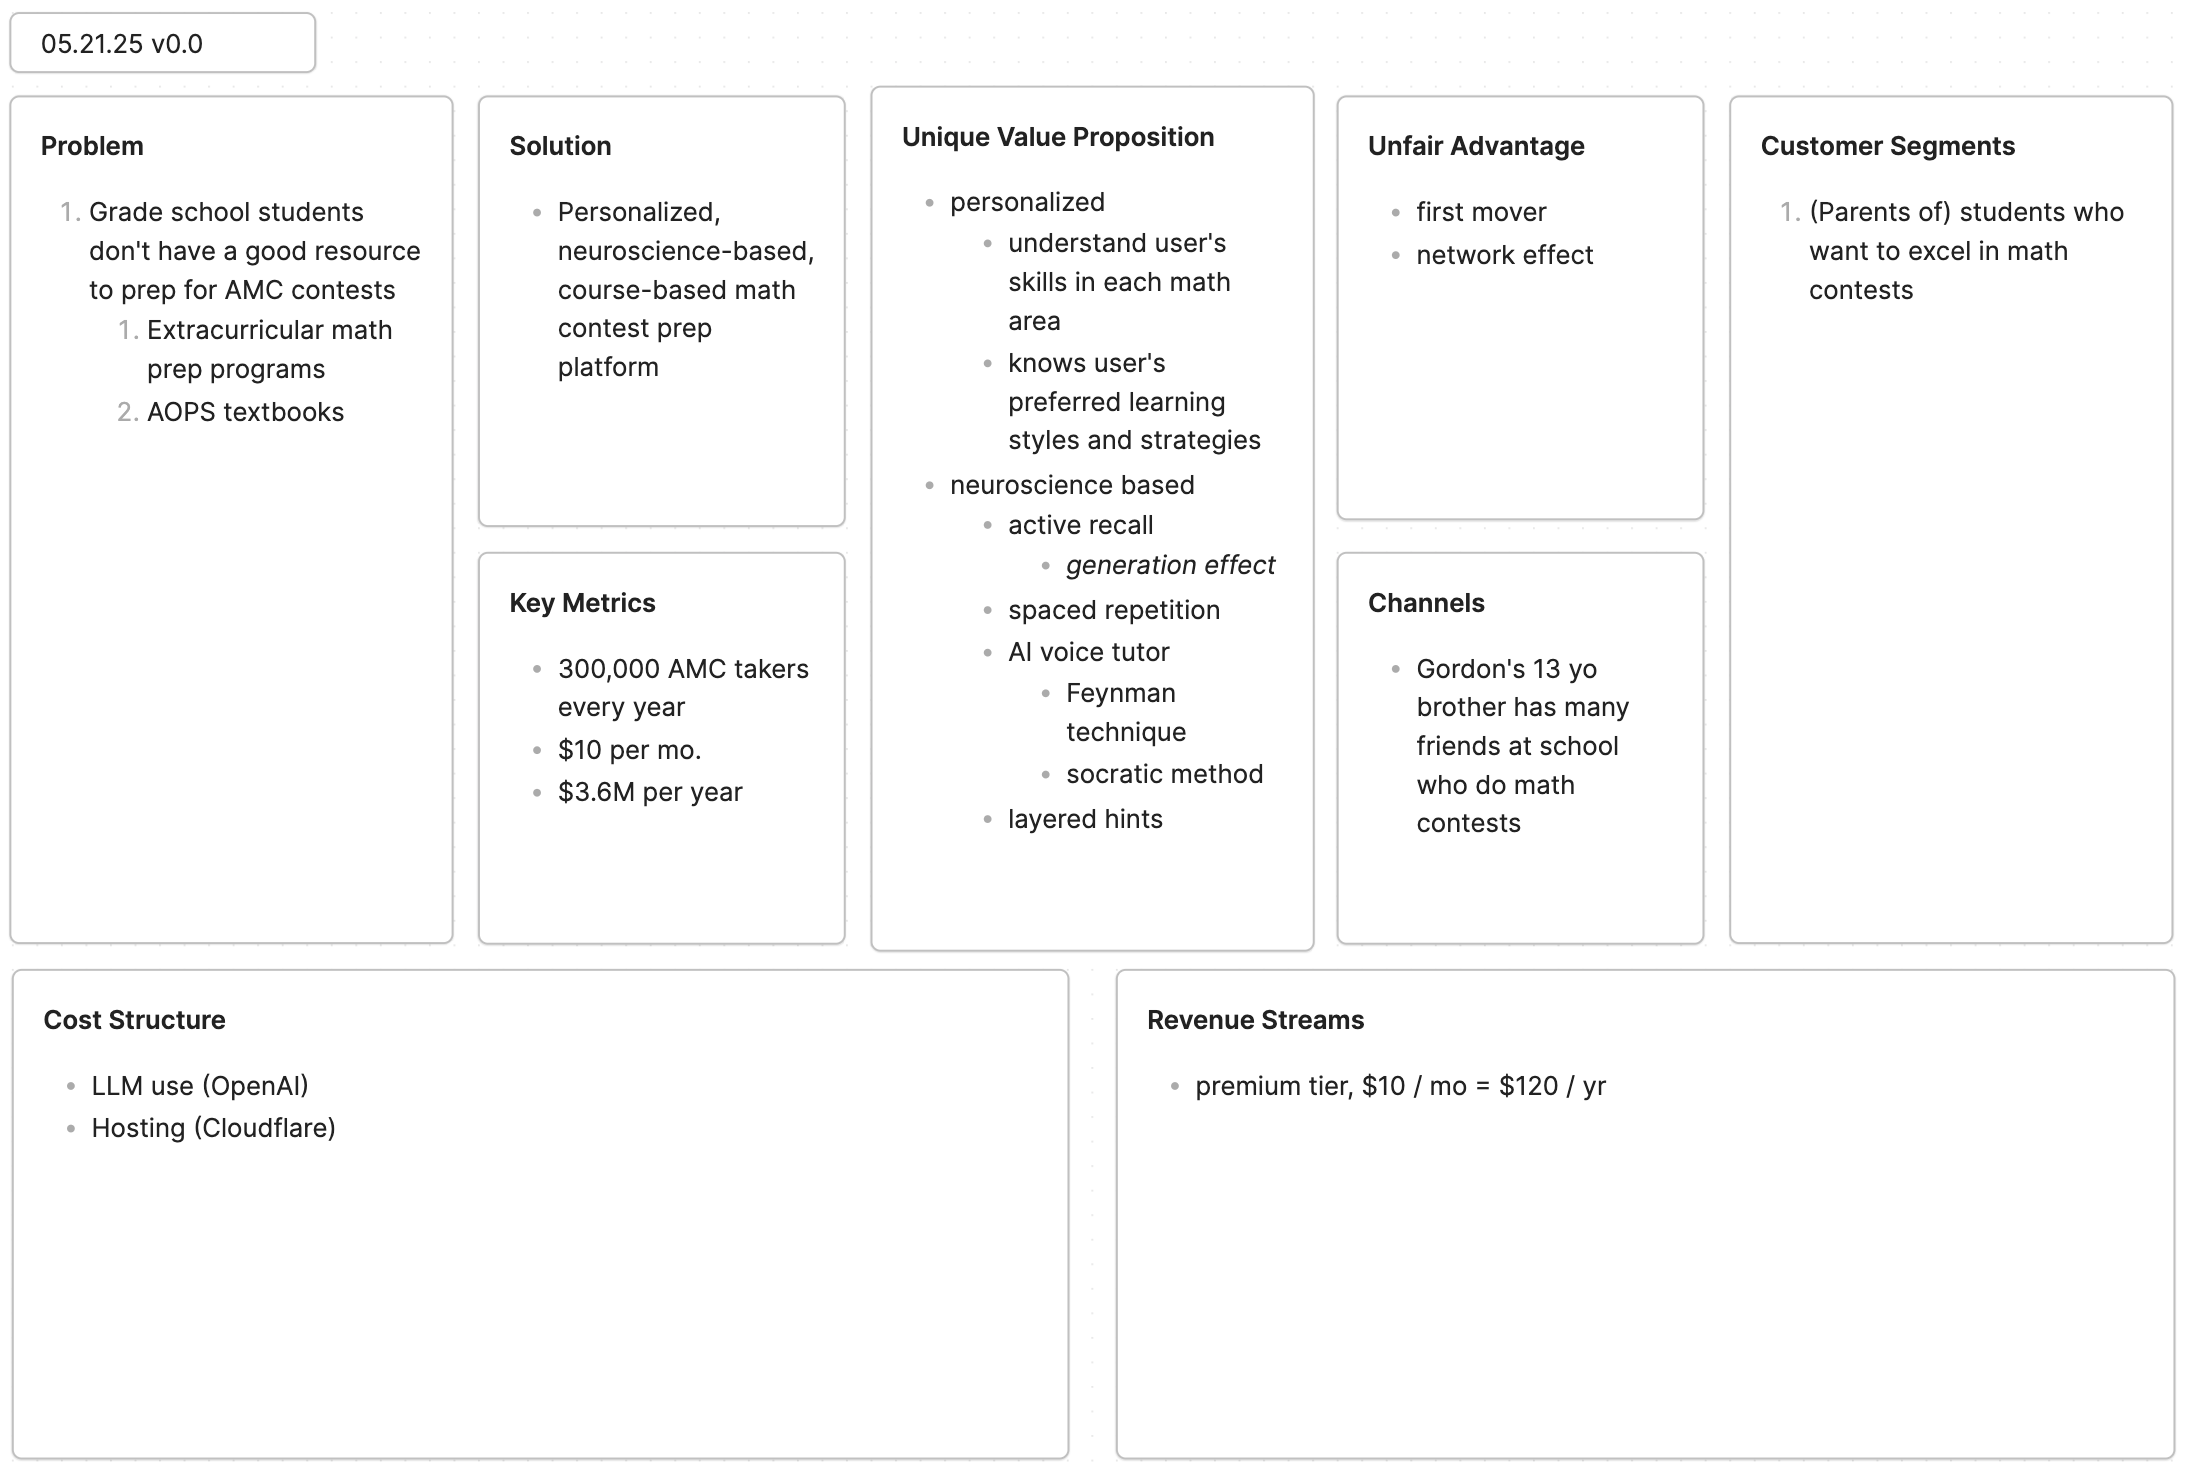 05.21.25 v0.0
Problem
1. Grade school students
don't have a good resource
to prep for AMC contests
1. Extracurricular math
prep programs
2. AOPS textbooks
Solution
• Personalized,
neuroscience-based,
course-based math
contest prep
platform
Key Metrics
• 300,000 AMC takers
every year
• $10 per mo.
• $3.6M per year
Unique Value Proposition
• personalized
• understand user's
skills in each math
area
• knows user's
preferred learning
styles and strategies
• neuroscience based
• active recall
• generation effect
• spaced repetition
• AI voice tutor
• Feynman
technique
• socratic method
• layered hints
Unfair Advantage
• first mover
• network effect
Channels
• Gordon's 13 yo
brother has many
friends at school
who do math
contests
Customer Segments
1. (Parents of) students who
want to excel in math
contests
Cost Structure
• LLM use (OpenAI)
• Hosting (Cloudflare)
Revenue Streams
• premium tier, $10 / mo = $120 / yr